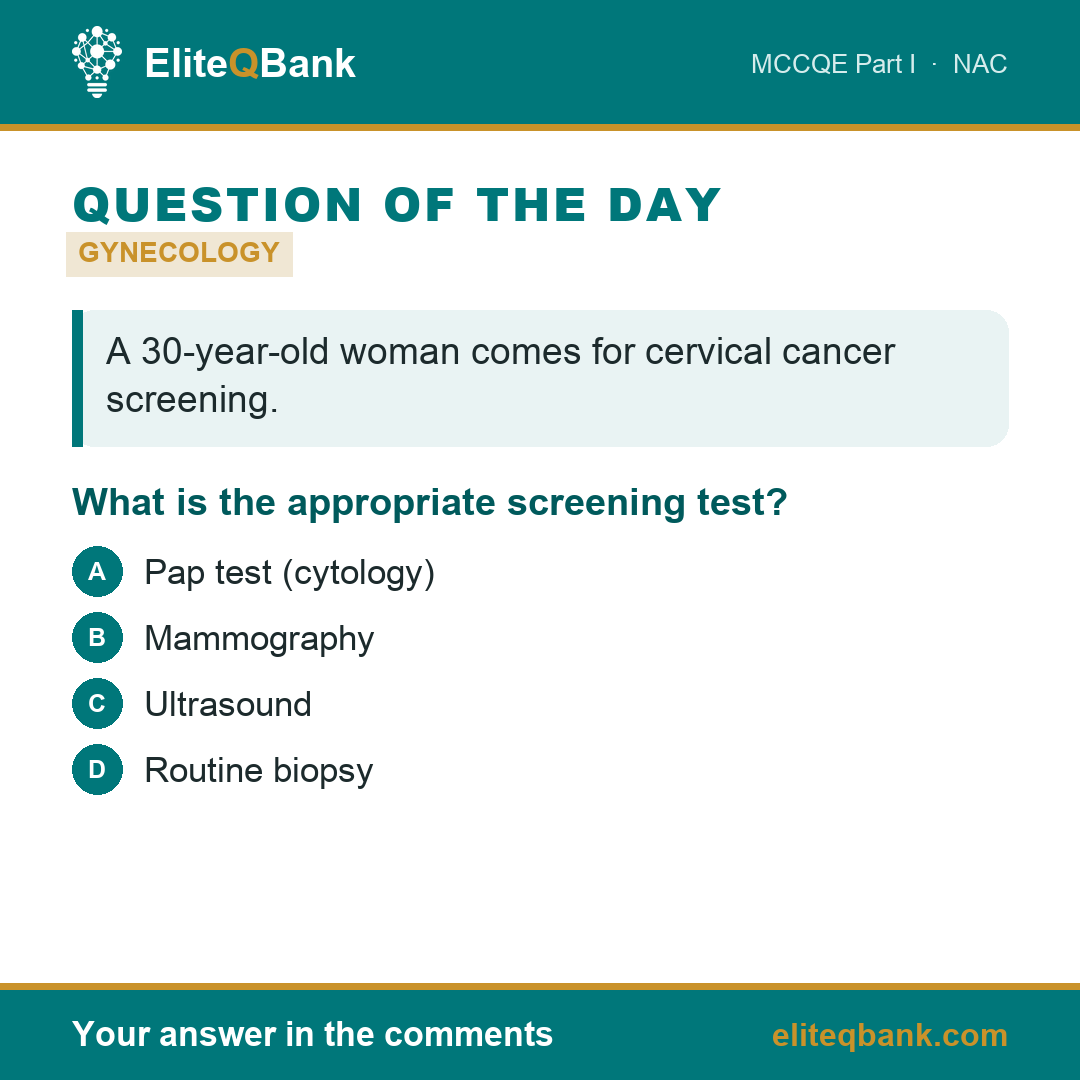 EliteQBank
MCCQE Part I · NAC
QUESTION OF THE DAY
GYNECOLOGY
A 30-year-old woman comes for cervical cancer
screening.
What is the appropriate screening test?
A Pap test (cytology)
B Mammography
C Ultrasound
D Routine biopsy
Your answer in the comments
eliteqbank.com